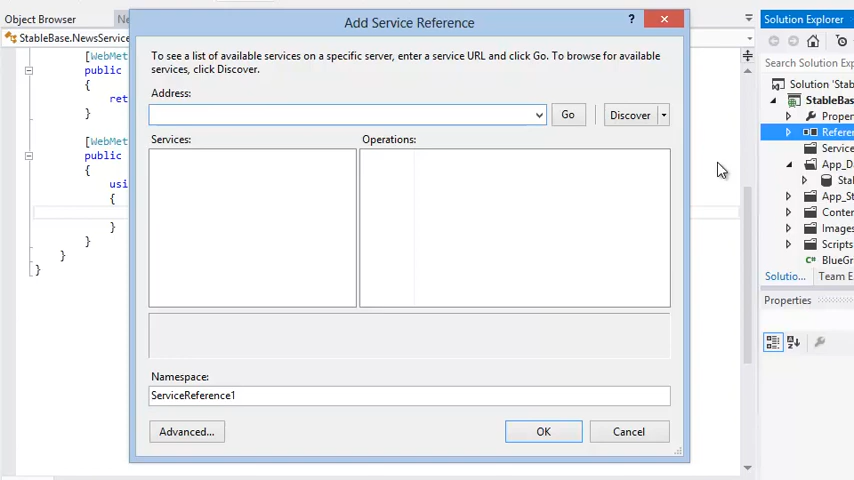 Object Browser
Add Service Reference
?
Solution Explorer
StableBase.NewsService
[WebMet
public
{
ret
}
[WebMet
public
{
usi
{
}
}
}
}
To see a list of available services on a specific server, enter a service URL and click Go. To browse for available
services, click Discover.
Address:
Go
Discover
Services:
Operations:
Namespace:
ServiceReference1
Advanced...
OK
Cancel
Search Solution Exp
Solution 'Stab
StableBas
Proper
Referen
Service
App_D
Stal
App_St
Conter
Images
Scripts
BlueGr
Solutio...
Team E
Properties